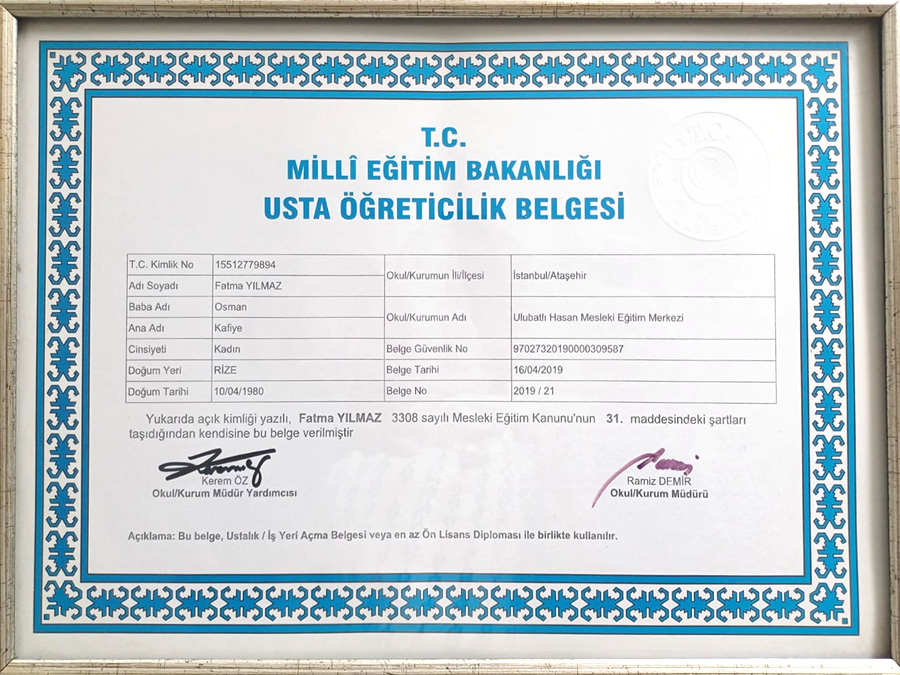 T.C.
MİLLÎ EĞİTİM BAKANLIĞI
USTA ÖĞRETİCİLİK BELGESİ
T.C. Kimlik No 15512779894
Adı Soyadı Fatma YILMAZ
Baba Adı Osman
Ana Adı Kafiye
Cinsiyeti Kadın
Doğum Yeri RİZE
Doğum Tarihi 10/04/1980
Okul/Kurumun İli/İlçesi İstanbul/Ataşehir
Okul/Kurumun Adı Ulubatlı Hasan Mesleki Eğitim Merkezi
Belge Güvenlik No 97027320190000309587
Belge Tarihi 16/04/2019
Belge No 2019 / 21
Yukarıda açık kimliği yazılı, Fatma YILMAZ 3308 sayılı Mesleki Eğitim Kanunu'nun 31. maddesindeki şartları
taşıdığından kendisine bu belge verilmiştir
Kerem ÖZ
Okul/Kurum Müdür Yardımcısı
Ramiz DEMİR
Okul/Kurum Müdürü
Açıklama: Bu belge, Ustalık / İş Yeri Açma Belgesi veya en az Ön Lisans Diploması ile birlikte kullanılır.